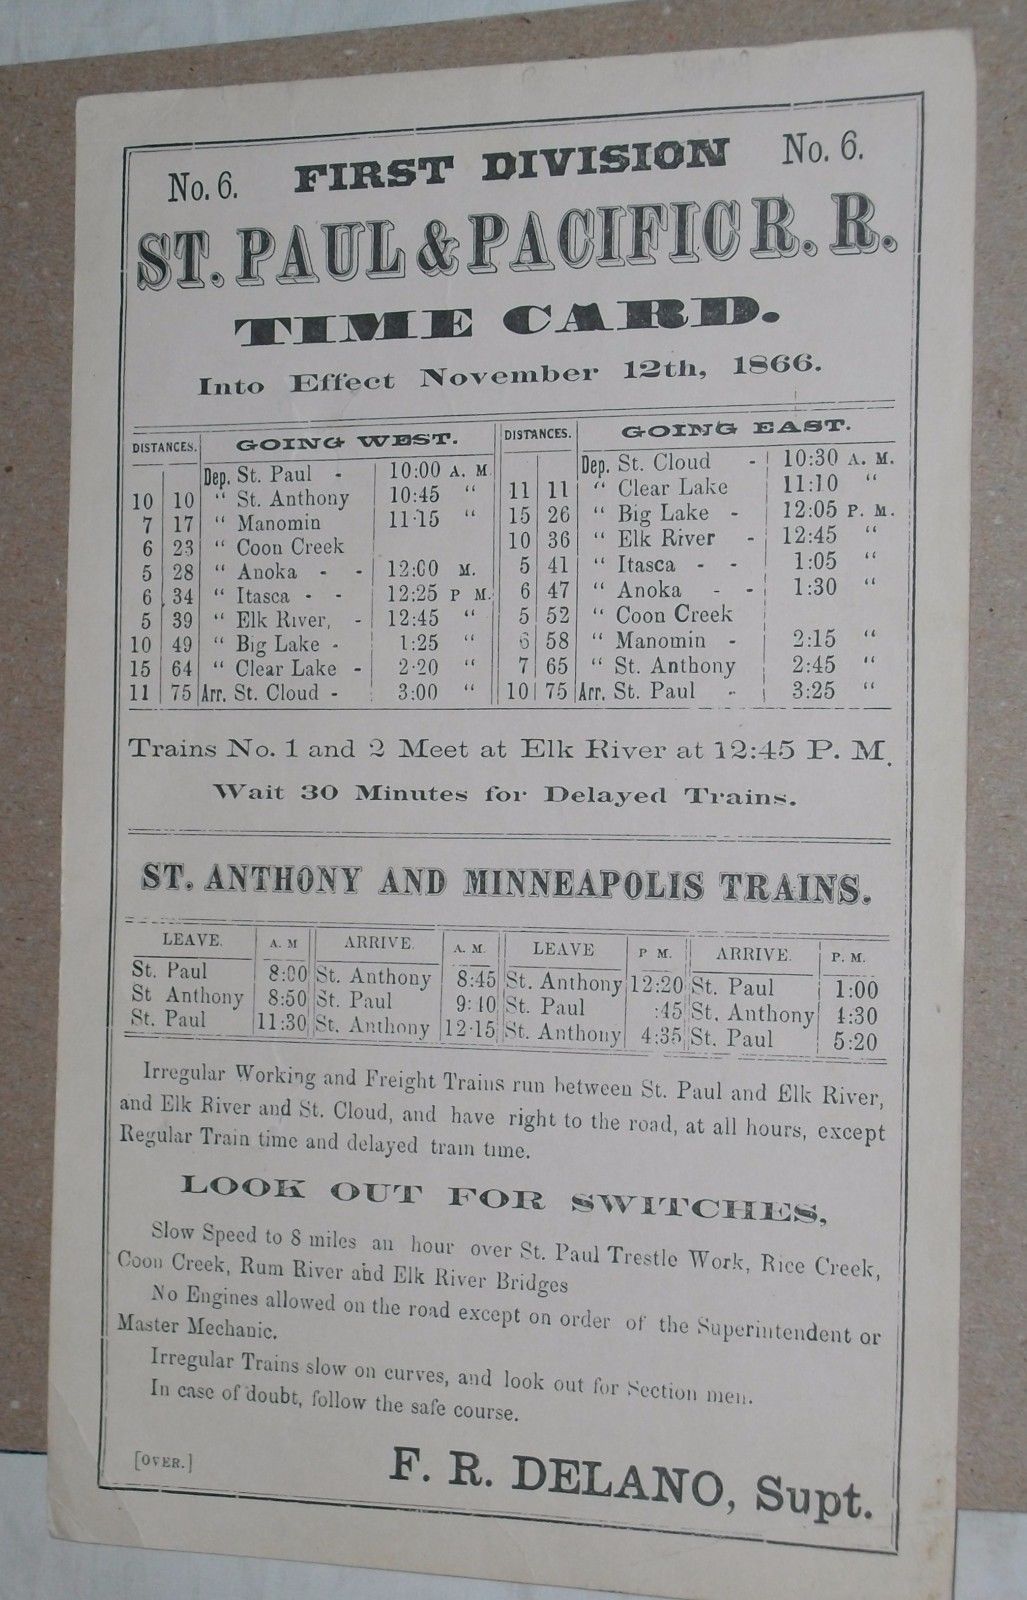 No. 6. FIRST DIVISION No. 6.
ST. PAUL & PACIFIC R. R.
TIME CARD.
Into Effect November 12th, 1866.
DISTANCES. GOING WEST.
Dep. St. Paul - 10:00 A. M.
10 10 " St. Anthony 10:45 "
7 17 " Manomin 11·15 "
6 23 " Coon Creek
5 28 " Anoka - - 12:00 M.
6 34 " Itasca - - 12:25 P M.
5 39 " Elk River, - 12:45 "
10 49 " Big Lake - 1:25 "
15 64 " Clear Lake - 2·20 "
11 75 Arr. St. Cloud - 3:00 "
DISTANCES. GOING EAST.
Dep. St. Cloud - 10:30 A. M.
11 11 " Clear Lake 11:10 "
15 26 " Big Lake - 12:05 P. M.
10 36 " Elk River - 12:45 "
5 41 " Itasca - - 1:05 "
6 47 " Anoka - - 1:30 "
5 52 " Coon Creek
6 58 " Manomin - 2:15 "
7 65 " St. Anthony 2:45 "
10 75 Arr. St. Paul - 3:25 "
Trains No. 1 and 2 Meet at Elk River at 12:45 P. M.
Wait 30 Minutes for Delayed Trains.
ST. ANTHONY AND MINNEAPOLIS TRAINS.
LEAVE. A. M ARRIVE. A. M. LEAVE P M. ARRIVE. P. M.
St. Paul 8:00 St. Anthony 8:45 St. Anthony 12:20 St. Paul 1:00
St Anthony 8:50 St. Paul 9:10 St. Paul :45 St. Anthony 4:30
St. Paul 11:30 St. Anthony 12·15 St. Anthony 4:35 St. Paul 5:20
Irregular Working and Freight Trains run between St. Paul and Elk River,
and Elk River and St. Cloud, and have right to the road, at all hours, except
Regular Train time and delayed train time.
LOOK OUT FOR SWITCHES,
Slow Speed to 8 miles an hour over St. Paul Trestle Work, Rice Creek,
Coon Creek, Rum River and Elk River Bridges
No Engines allowed on the road except on order of the Superintendent or
Master Mechanic.
Irregular Trains slow on curves, and look out for Section men.
In case of doubt, follow the safe course.
[OVER.]
F. R. DELANO, Supt.